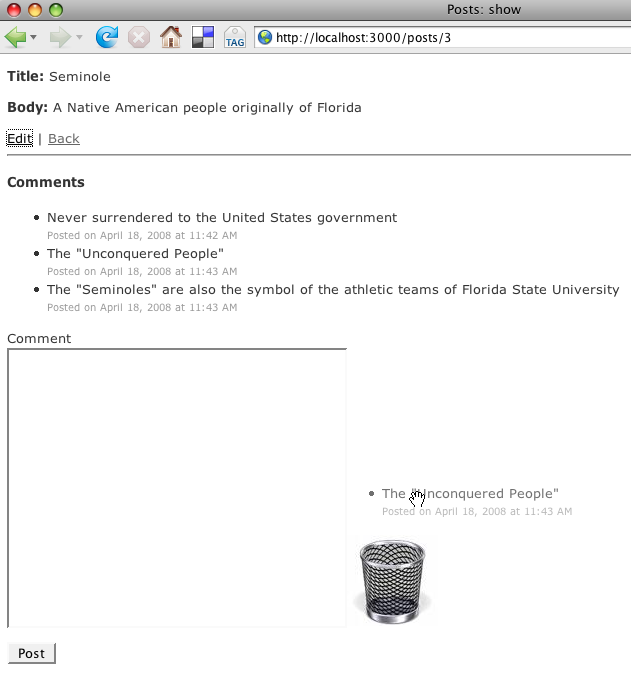 Posts: show
TAG
http://localhost:3000/posts/3
Title: Seminole
Body: A Native American people originally of Florida
Edit | Back
Comments
Never surrendered to the United States government
Posted on April 18, 2008 at 11:42 AM
The "Unconquered People"
Posted on April 18, 2008 at 11:43 AM
The "Seminoles" are also the symbol of the athletic teams of Florida State University
Posted on April 18, 2008 at 11:43 AM
Comment
The "Unconquered People"
Posted on April 18, 2008 at 11:43 AM
Post